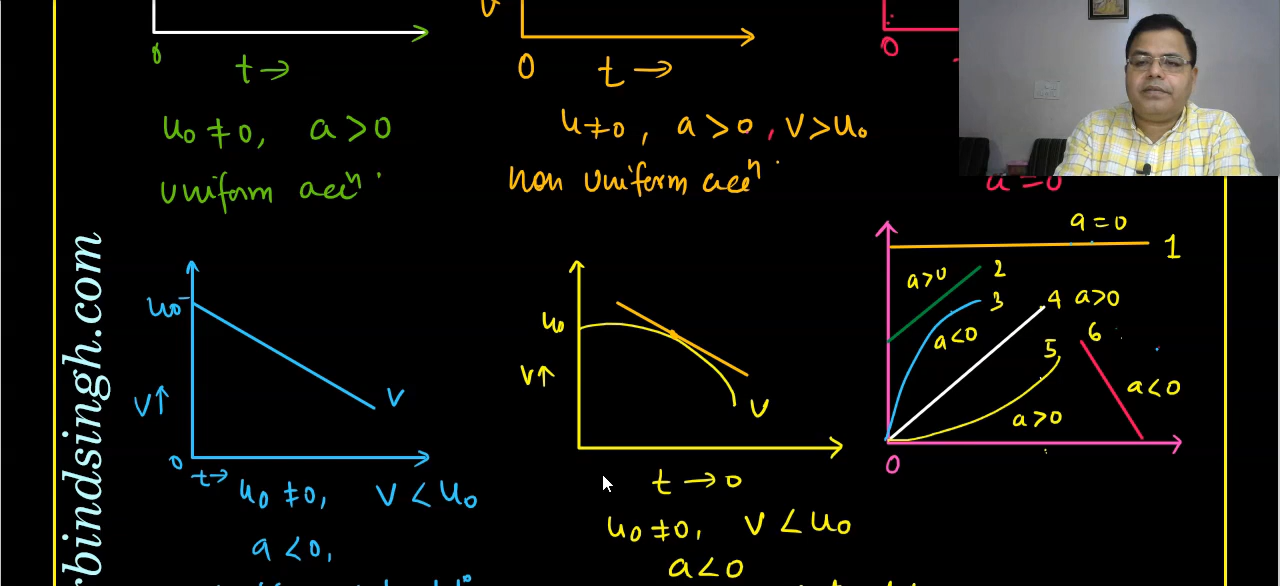 V
0
t →
0
t →
0
u₀ ≠ 0, a > 0
uniform accⁿ.
u ≠ 0, a > 0, v > u₀
non uniform accⁿ.
a = 0
rbindsingh.com
u₀
V↑
V
0
t →
u₀ ≠ 0, V < u₀
a < 0,
u₀
V↑
V
t → 0
u₀ ≠ 0, V < u₀
a < 0
a = 0
1
a > 0
2
3
a < 0
4 a > 0
5
6
a > 0
a < 0
0